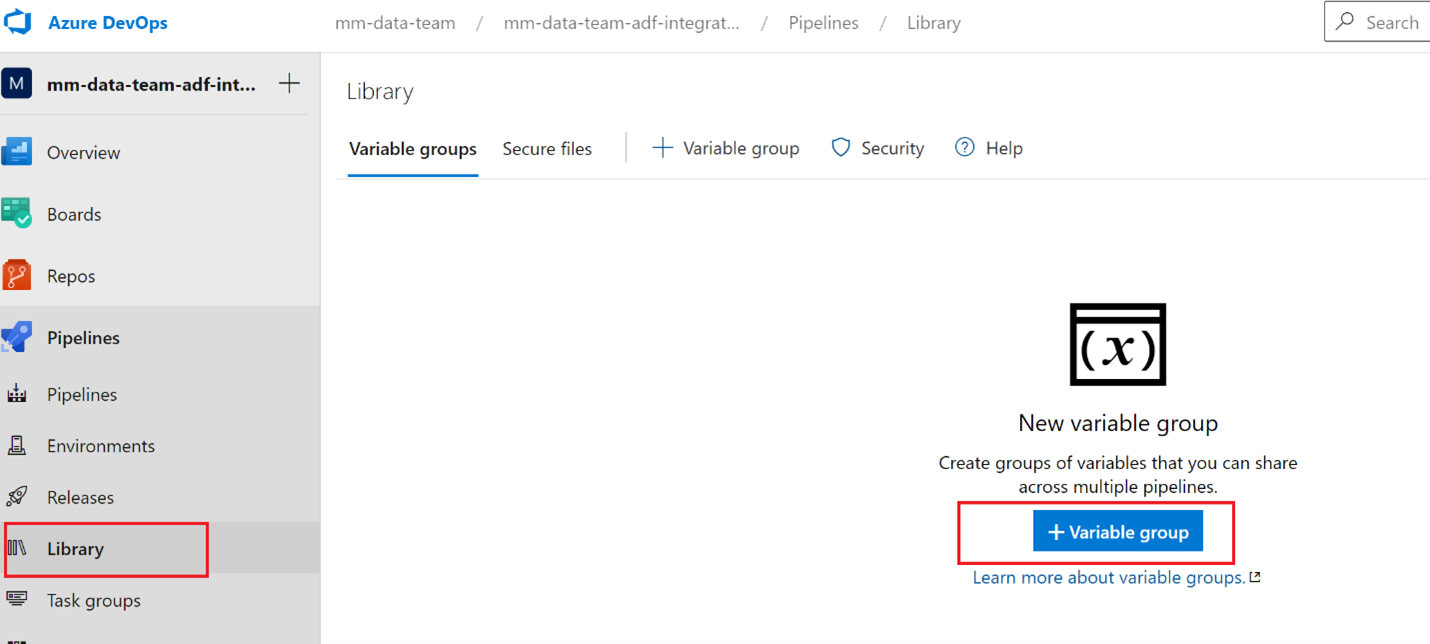 Azure DevOps
mm-data-team / mm-data-team-adf-integrat... / Pipelines / Library
Search
M mm-data-team-adf-int... +
Overview
Boards
Repos
Pipelines
Pipelines
Environments
Releases
Library
Task groups
Library
Variable groups Secure files + Variable group Security ? Help
(x)
New variable group
Create groups of variables that you can share
across multiple pipelines.
+ Variable group
Learn more about variable groups.